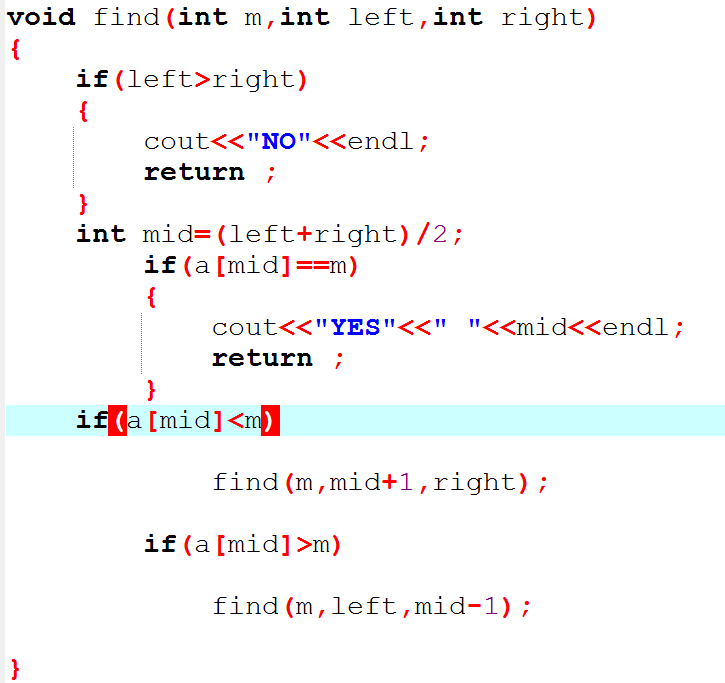 void find(int m,int left,int right)
{
    if(left>right)
    {
        cout<<"NO"<<endl;
        return ;
    }
    int mid=(left+right)/2;
        if(a[mid]==m)
        {
            cout<<"YES"<<" "<<mid<<endl;
            return ;
        }
    if(a[mid]<m)
            find(m,mid+1,right);
        if(a[mid]>m)
            find(m,left,mid-1);
}